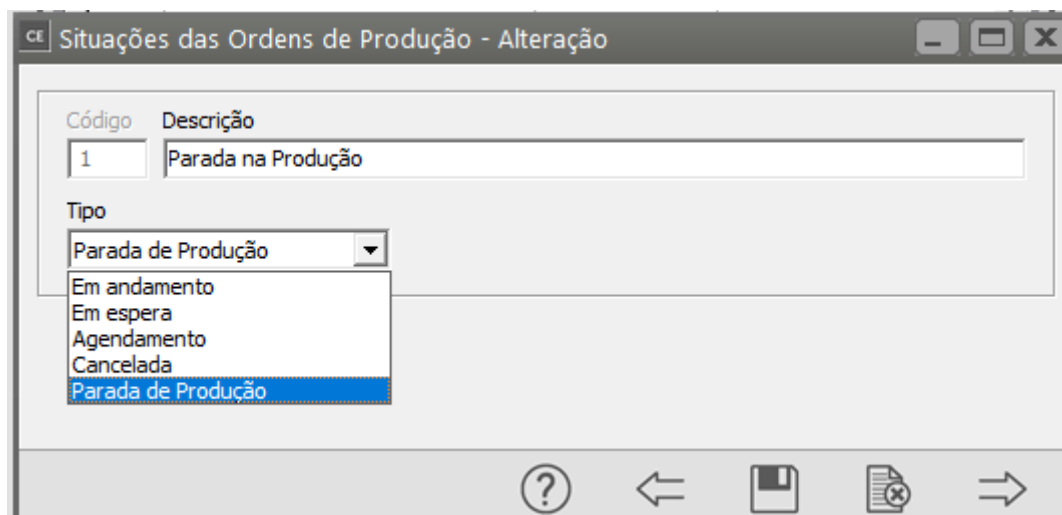 CE Situações das Ordens de Produção - Alteração
Código Descrição
1 Parada na Produção
Tipo
Parada de Produção
Em andamento
Em espera
Agendamento
Cancelada
Parada de Produção